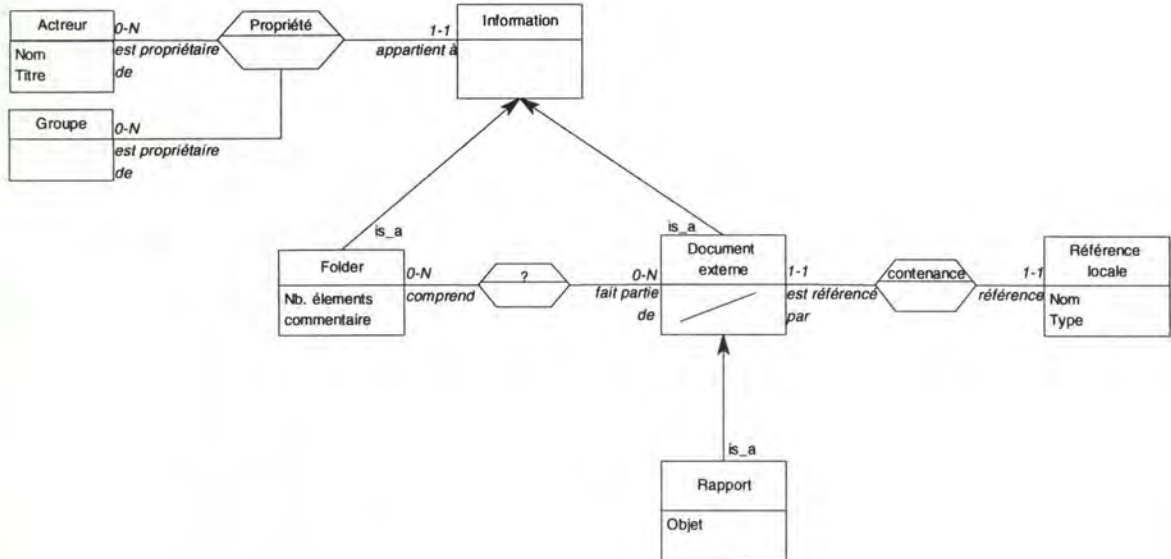 Acteur
0-N
Propriété
1-1
Information
Nom
Titre
est propriétaire
de
appartient à
Groupe
0-N
est propriétaire
de
is_a
is_a
Folder
0-N
?
0-N
Document
externe
1-1
contenance
1-1
Référence
locale
Nb. élements
commentaire
comprend
fait partie
de
est référencé
par
référence
Nom
Type
is_a
Rapport
Objet